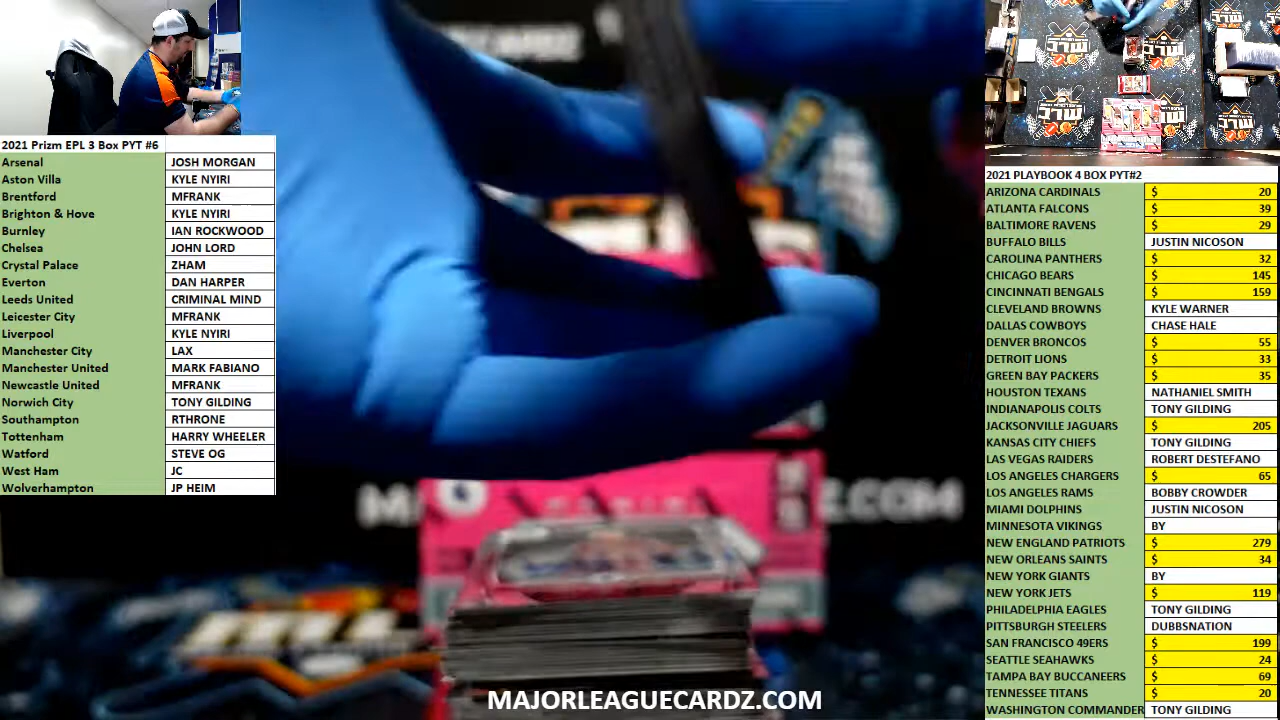 2021 Prizm EPL 3 Box PYT #6
Arsenal JOSH MORGAN
Aston Villa KYLE NYIRI
Brentford MFRANK
Brighton & Hove KYLE NYIRI
Burnley IAN ROCKWOOD
Chelsea JOHN LORD
Crystal Palace ZHAM
Everton DAN HARPER
Leeds United CRIMINAL MIND
Leicester City MFRANK
Liverpool KYLE NYIRI
Manchester City LAX
Manchester United MARK FABIANO
Newcastle United MFRANK
Norwich City TONY GILDING
Southampton RTHRONE
Tottenham HARRY WHEELER
Watford STEVE OG
West Ham JC
Wolverhampton JP HEIM
2021 PLAYBOOK 4 BOX PYT#2
ARIZONA CARDINALS $ 20
ATLANTA FALCONS $ 39
BALTIMORE RAVENS $ 29
BUFFALO BILLS JUSTIN NICOSON
CAROLINA PANTHERS $ 32
CHICAGO BEARS $ 145
CINCINNATI BENGALS $ 159
CLEVELAND BROWNS KYLE WARNER
DALLAS COWBOYS CHASE HALE
DENVER BRONCOS $ 55
DETROIT LIONS $ 33
GREEN BAY PACKERS $ 35
HOUSTON TEXANS NATHANIEL SMITH
INDIANAPOLIS COLTS TONY GILDING
JACKSONVILLE JAGUARS $ 205
KANSAS CITY CHIEFS TONY GILDING
LAS VEGAS RAIDERS ROBERT DESTEFANO
LOS ANGELES CHARGERS $ 65
LOS ANGELES RAMS BOBBY CROWDER
MIAMI DOLPHINS JUSTIN NICOSON
MINNESOTA VIKINGS BY
NEW ENGLAND PATRIOTS $ 279
NEW ORLEANS SAINTS $ 34
NEW YORK GIANTS BY
NEW YORK JETS $ 119
PHILADELPHIA EAGLES TONY GILDING
PITTSBURGH STEELERS DUBBSNATION
SAN FRANCISCO 49ERS $ 199
SEATTLE SEAHAWKS $ 24
TAMPA BAY BUCCANEERS $ 69
TENNESSEE TITANS $ 20
WASHINGTON COMMANDER TONY GILDING
MAJORLEAGUECARDZ.COM